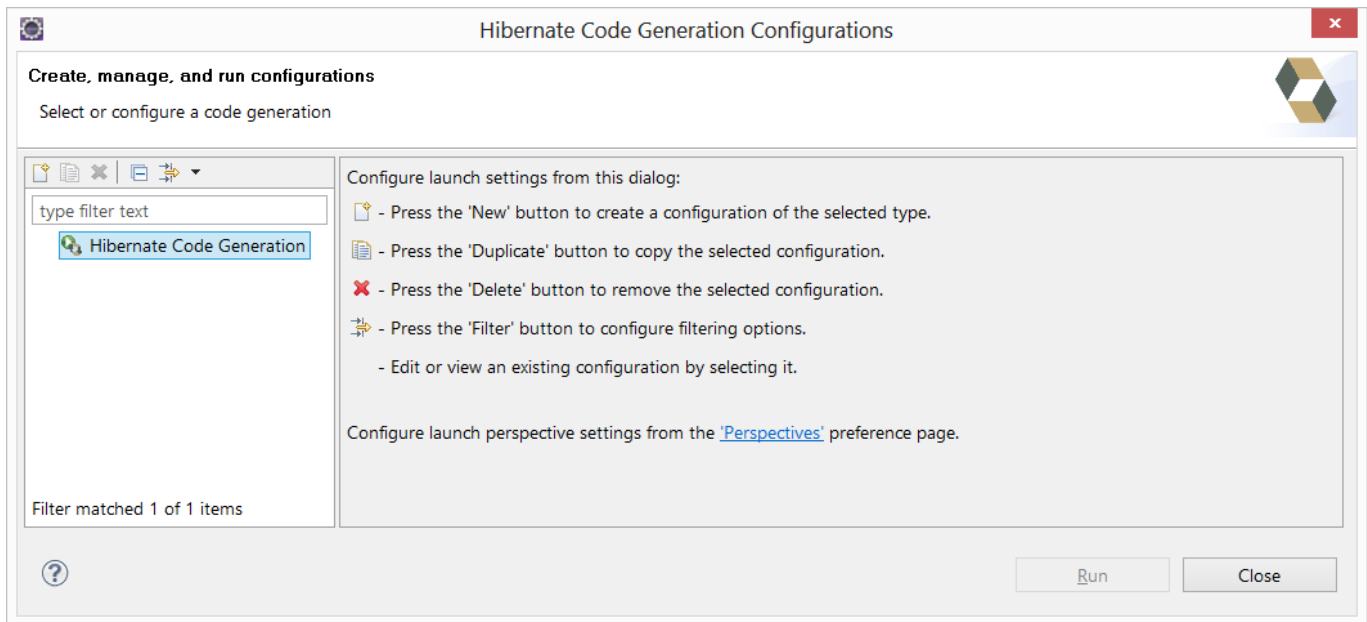 Hibernate Code Generation Configurations
Create, manage, and run configurations
Select or configure a code generation
type filter text
Hibernate Code Generation
Filter matched 1 of 1 items
Configure launch settings from this dialog:
- Press the 'New' button to create a configuration of the selected type.
- Press the 'Duplicate' button to copy the selected configuration.
- Press the 'Delete' button to remove the selected configuration.
- Press the 'Filter' button to configure filtering options.
- Edit or view an existing configuration by selecting it.
Configure launch perspective settings from the 'Perspectives' preference page.
Run
Close